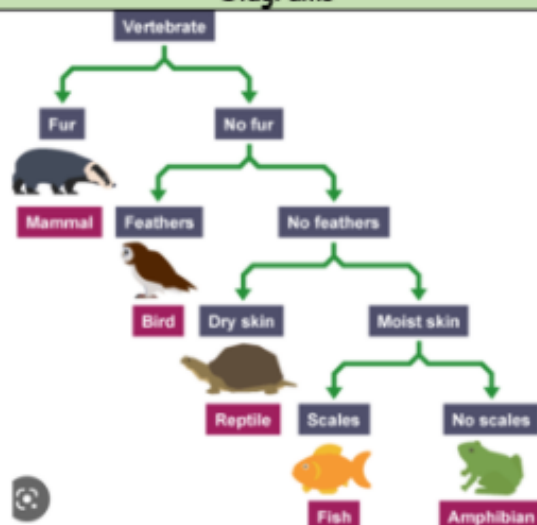 Vertebrate
Fur
No fur
Mammal
Feathers
No feathers
Bird
Dry skin
Moist skin
Reptile
Scales
No scales
Fish
Amphibian